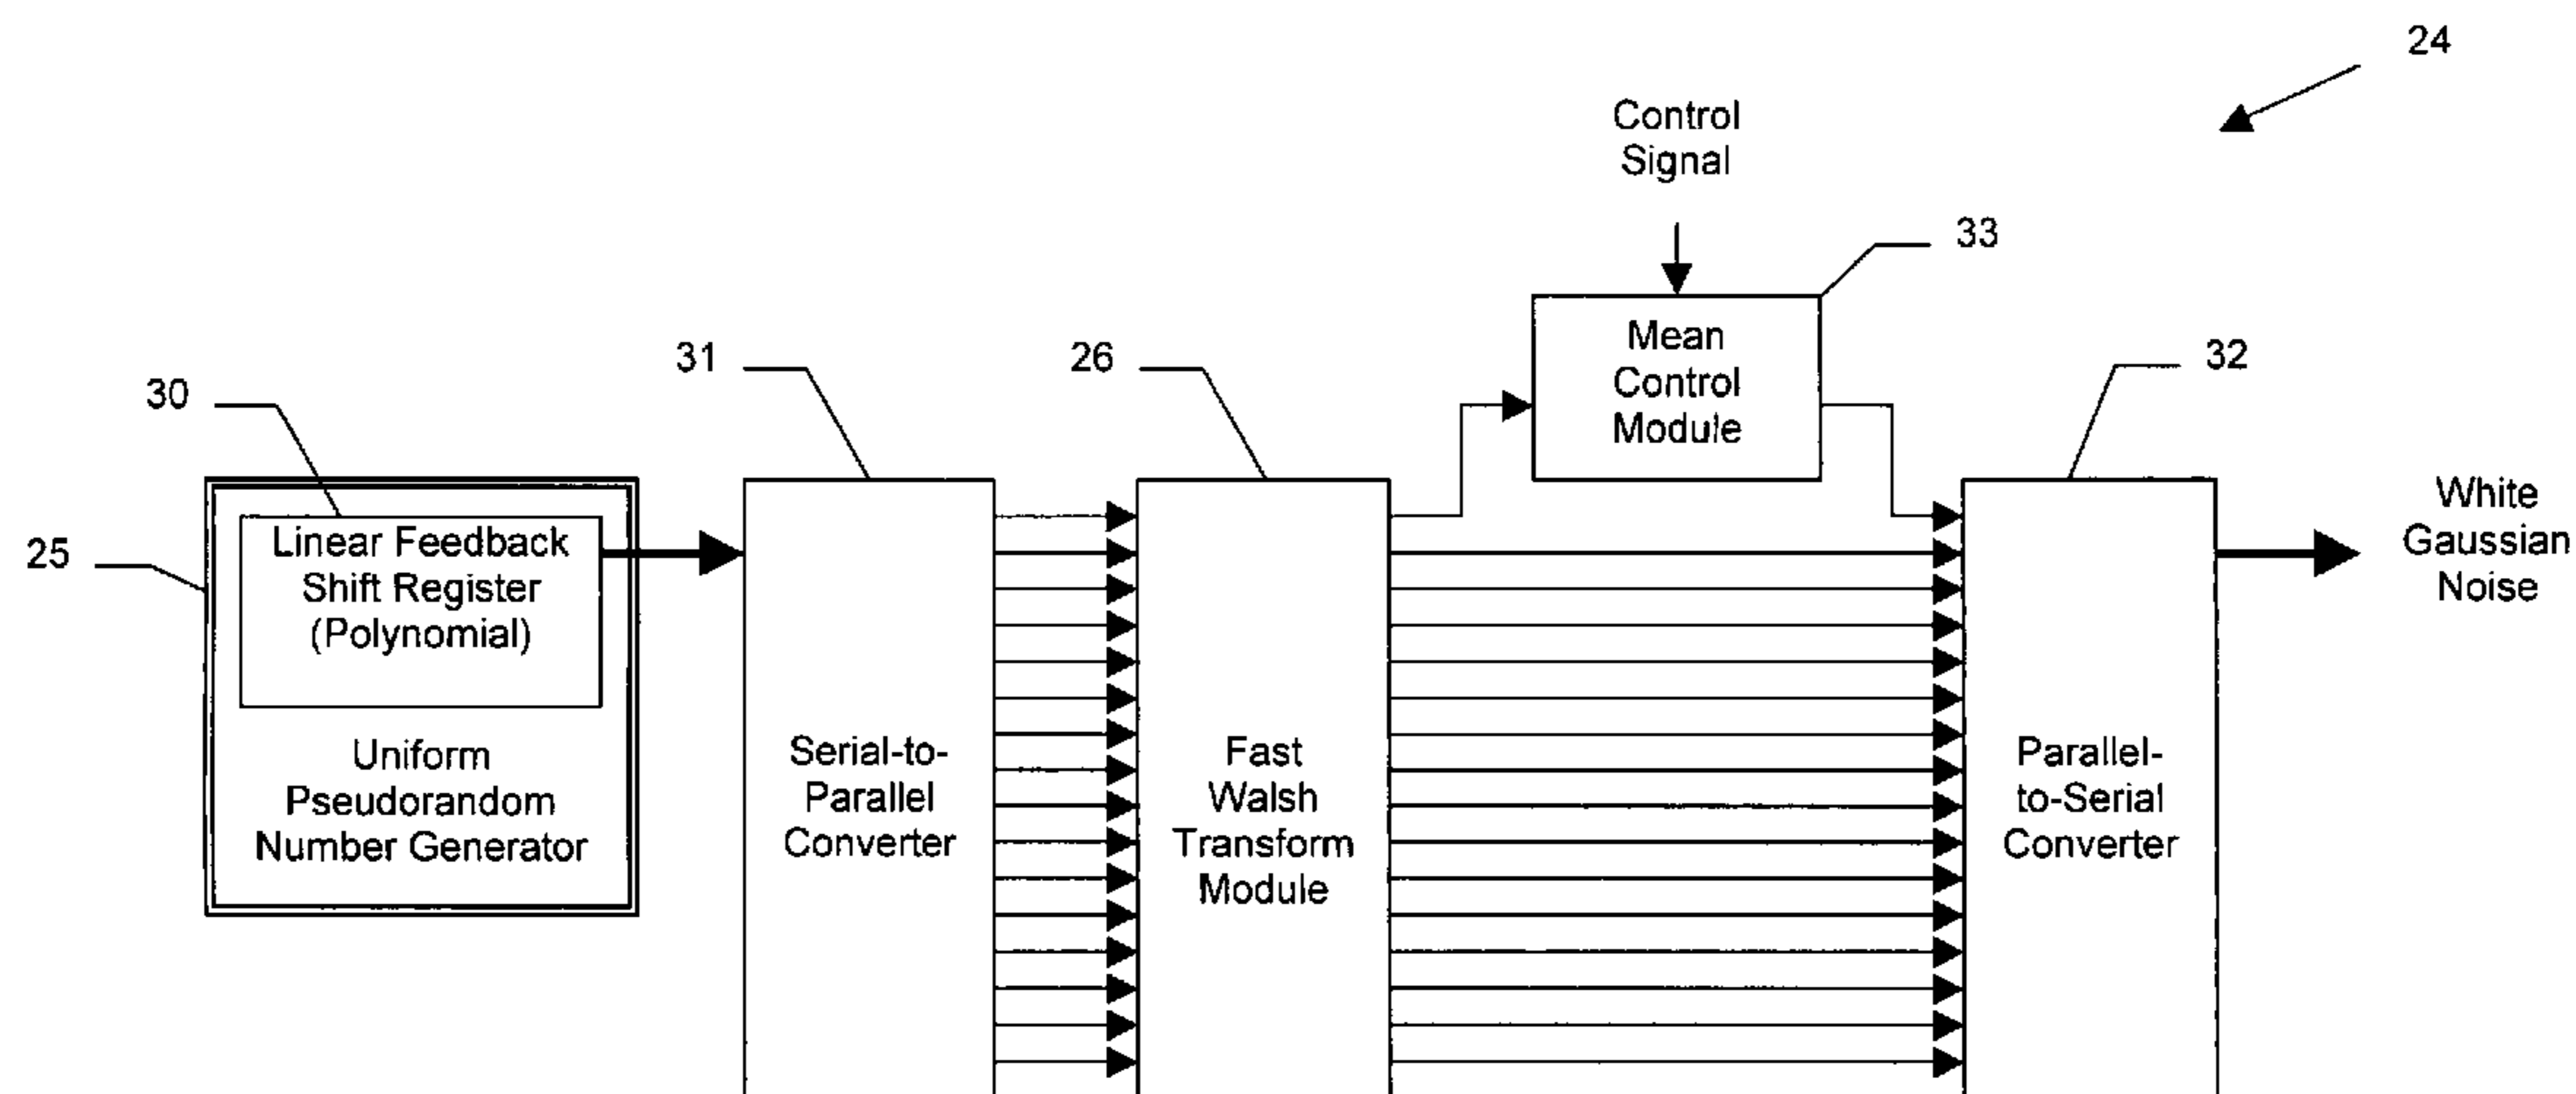 24
Control
Signal
33
Mean
Control
Module
31
26
32
30
Linear Feedback
Shift Register
(Polynomial)
25
Uniform
Pseudorandom
Number Generator
Serial-to-
Parallel
Converter
Fast
Walsh
Transform
Module
Parallel-
to-Serial
Converter
White
Gaussian
Noise